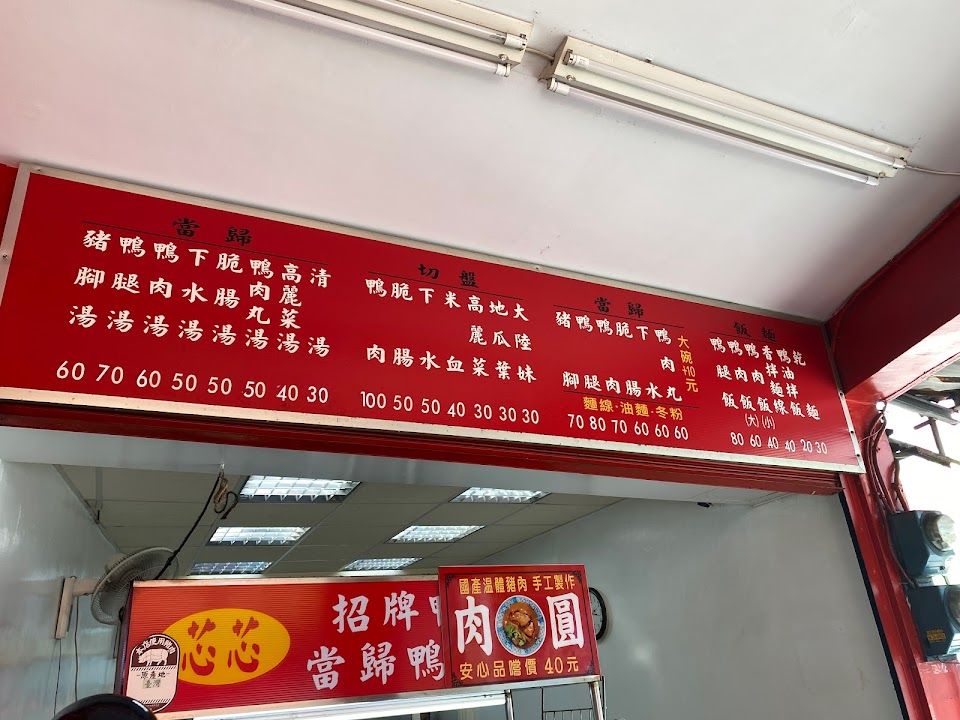 當歸
豬腳湯
鴨腿湯
鴨肉湯
下水湯
脆腸湯
鴨肉丸湯
高麗菜湯
清湯
60 70 60 50 50 50 40 30
切盤
鴨肉
脆腸
下水
米血
高麗菜
地瓜葉
大陸妹
100 50 50 40 30 30 30
當歸
豬腳
鴨腿
鴨肉
脆腸
下水
鴨肉丸
大碗+10元
麵線·油麵·冬粉
70 80 70 60 60 60
飯麵
鴨腿飯
鴨肉飯(大)
鴨肉飯(小)
香拌麵線
鴨油拌飯
乾麵
80 60 40 40 20 30
芯芯
招牌
當歸鴨
原產地
臺灣
國產溫體豬肉 手工製作
肉圓
安心品嚐價 40元